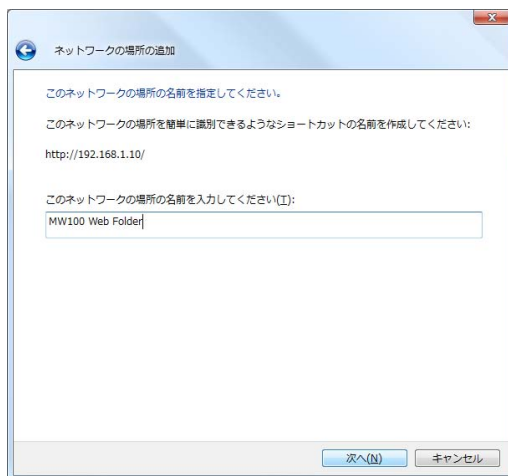 ネットワークの場所の追加
このネットワークの場所の名前を指定してください。
このネットワークの場所を簡単に識別できるようなショートカットの名前を作成してください:
http://192.168.1.10/
このネットワークの場所の名前を入力してください(T):
MW100 Web Folder
次へ(N) キャンセル